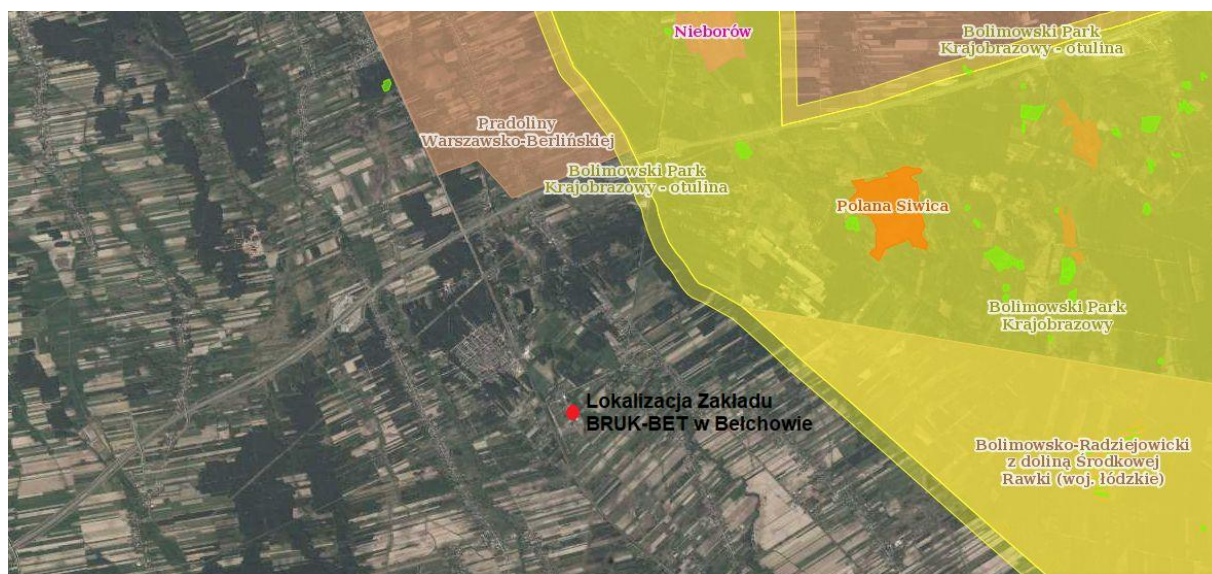 Nieborów
Bolimowski Park
Krajobrazowy - otulina
Pradoliny
Warszawsko-Berlińskiej
Bolimowski Park
Krajobrazowy - otulina
Polana Siwica
Bolimowski Park
Krajobrazowy
Lokalizacja Zakładu
BRUK-BET w Bełchowie
Bolimowsko-Radziejowicki
z doliną Środkowej
Rawki (woj. łódzkie)